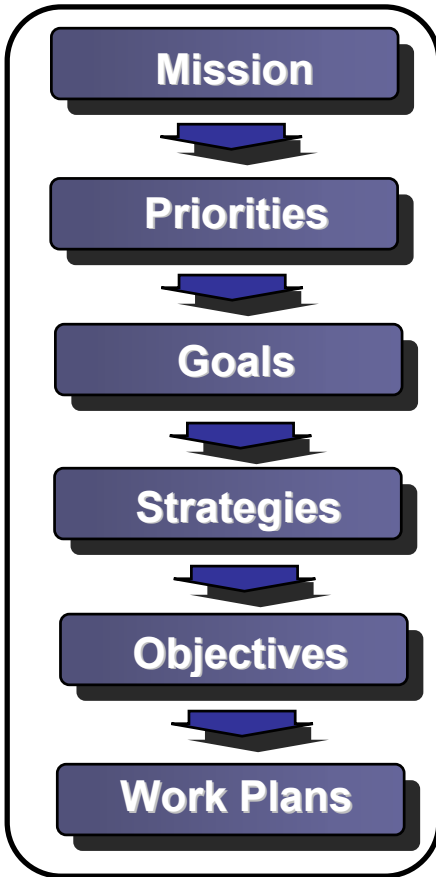 Mission
Priorities
Goals
Strategies
Objectives
Work Plans